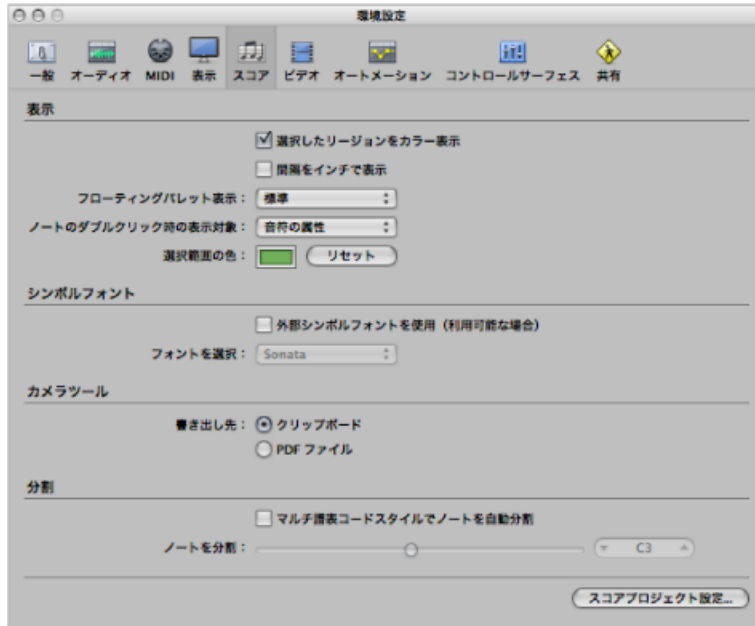 環境設定
一般 オーディオ MIDI 表示 スコア ビデオ オートメーション コントロールサーフェス 共有
表示
選択したリージョンをカラー表示
間隔をインチで表示
フローティングパレット表示： 標準
ノートのダブルクリック時の表示対象： 音符の属性
選択範囲の色： リセット
シンボルフォント
外部シンボルフォントを使用（利用可能な場合）
フォントを選択： Sonata
カメラツール
書き出し先： クリップボード
PDF ファイル
分割
マルチ譜表コードスタイルでノートを自動分割
ノートを分割： C3
スコアプロジェクト設定...